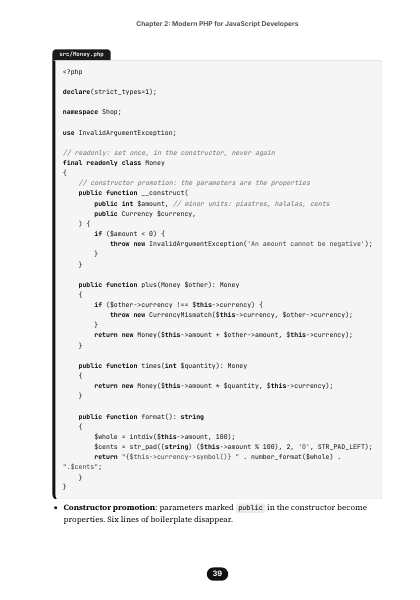 Chapter 2: Modern PHP for JavaScript Developers
src/Money.php
<?php
declare(strict_types=1);
namespace Shop;
use InvalidArgumentException;
// readonly: set once, in the constructor, never again
final readonly class Money
{
    // constructor promotion: the parameters are the properties
    public function __construct(
        public int $amount, // minor units: piastres, halalas, cents
        public Currency $currency,
    ) {
        if ($amount < 0) {
            throw new InvalidArgumentException('An amount cannot be negative');
        }
    }
    public function plus(Money $other): Money
    {
        if ($other->currency !== $this->currency) {
            throw new CurrencyMismatch($this->currency, $other->currency);
        }
        return new Money($this->amount + $other->amount, $this->currency);
    }
    public function times(int $quantity): Money
    {
        return new Money($this->amount * $quantity, $this->currency);
    }
    public function format(): string
    {
        $whole = intdiv($this->amount, 100);
        $cents = str_pad((string) ($this->amount % 100), 2, '0', STR_PAD_LEFT);
        return "{$this->currency->symbol()} " . number_format($whole) .
".$cents";
    }
}
• Constructor promotion: parameters marked public in the constructor become
properties. Six lines of boilerplate disappear.
39